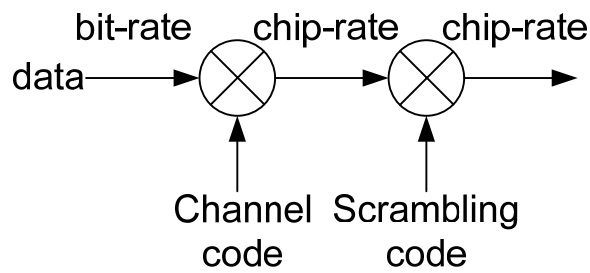 bit-rate
chip-rate
chip-rate
data
Channel
code
Scrambling
code